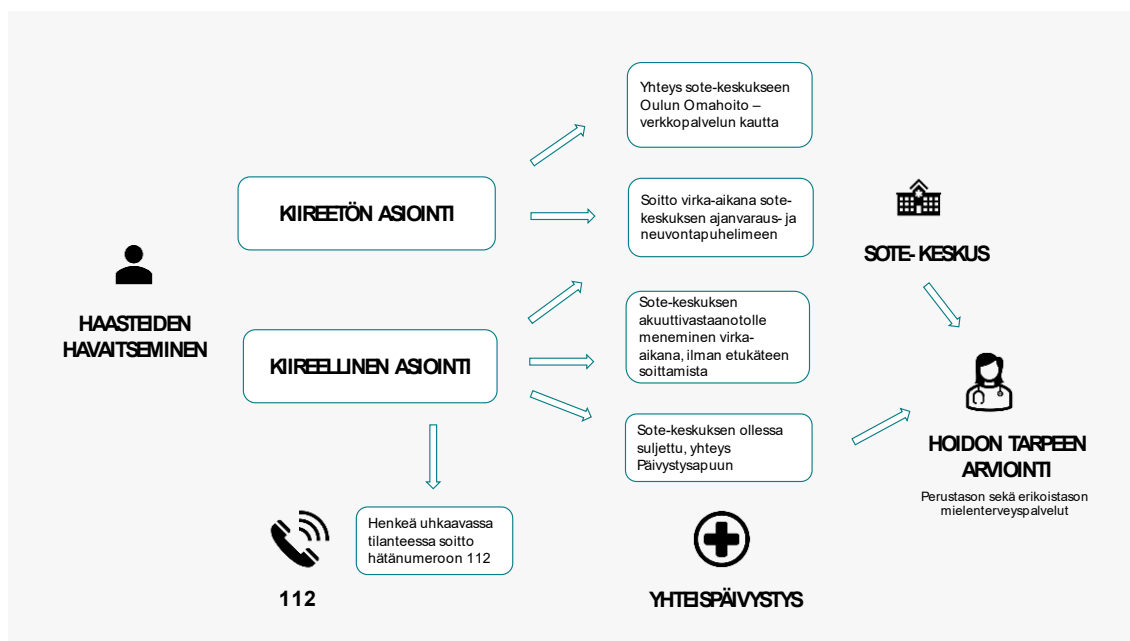 HAASTEIDEN
HAVAITSEMINEN
KIIREETÖN ASIOINTI
KIIREELLINEN ASIOINTI
Yhteys sote-keskukseen
Oulun Omahoito –
verkkopalvelun kautta
Soitto virka-aikana sote-
keskuksen ajanvaraus- ja
neuvontapuhelimeen
Sote-keskuksen
akuuttivastaanotolle
meneminen virka-
aikana, ilman etukäteen
soittamista
Sote-keskuksen ollessa
suljettu, yhteys
Päivystysapuun
Henkeä uhkaavassa
tilanteessa soitto
hätänumeroon 112
112
YHTEISPÄIVYSTYS
SOTE- KESKUS
HOIDON TARPEEN
ARVIOINTI
Perustason sekä erikoistason
mielenterveyspalvelut